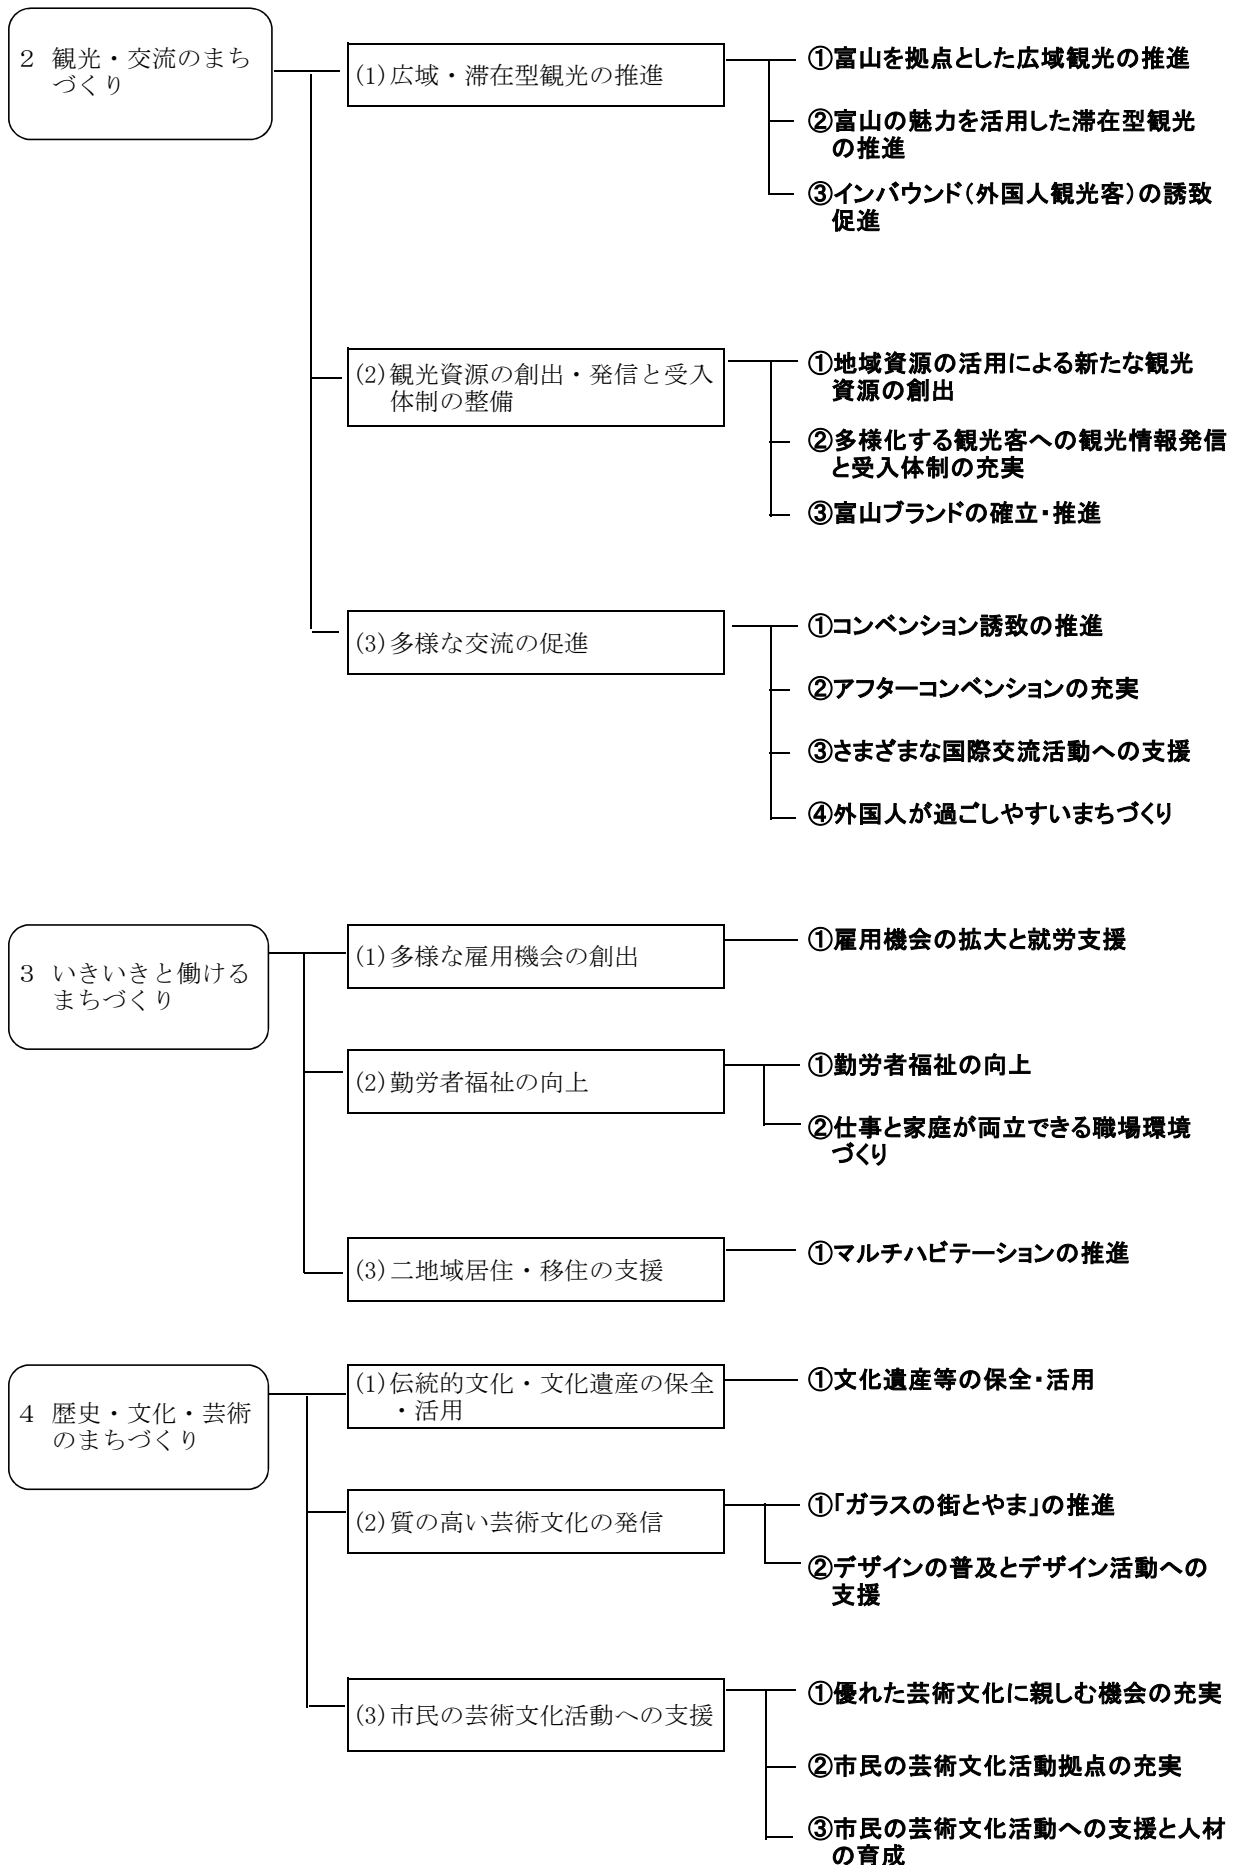 ２ 観光・交流のまち
づくり
(1)広域・滞在型観光の推進
①富山を拠点とした広域観光の推進
②富山の魅力を活用した滞在型観光
の推進
③インバウンド（外国人観光客）の誘致
促進
(2)観光資源の創出・発信と受入
体制の整備
①地域資源の活用による新たな観光
資源の創出
②多様化する観光客への観光情報発信
と受入体制の充実
③富山ブランドの確立・推進
(3)多様な交流の促進
①コンベンション誘致の推進
②アフターコンベンションの充実
③さまざまな国際交流活動への支援
④外国人が過ごしやすいまちづくり
３ いきいきと働ける
まちづくり
(1)多様な雇用機会の創出
①雇用機会の拡大と就労支援
(2)勤労者福祉の向上
①勤労者福祉の向上
②仕事と家庭が両立できる職場環境
づくり
(3)二地域居住・移住の支援
①マルチハビテーションの推進
４ 歴史・文化・芸術
のまちづくり
(1)伝統的文化・文化遺産の保全
・活用
①文化遺産等の保全・活用
(2)質の高い芸術文化の発信
①「ガラスの街とやま」の推進
②デザインの普及とデザイン活動への
支援
(3)市民の芸術文化活動への支援
①優れた芸術文化に親しむ機会の充実
②市民の芸術文化活動拠点の充実
③市民の芸術文化活動への支援と人材
の育成